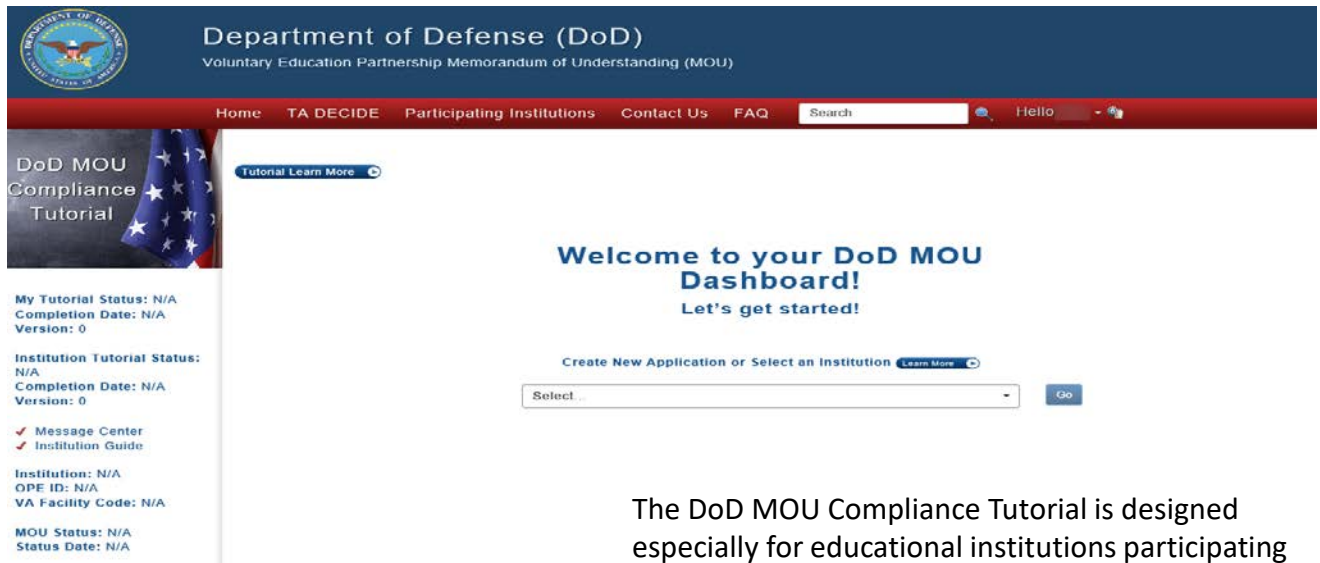 Department of Defense (DoD)
Voluntary Education Partnership Memorandum of Understanding (MOU)
Home TA DECIDE Participating Institutions Contact Us FAQ Search Hello
DoD MOU
Compliance
Tutorial
Tutorial Learn More
Welcome to your DoD MOU
Dashboard!
Let's get started!
Create New Application or Select an Institution Learn More
Select...
Go
My Tutorial Status: N/A
Completion Date: N/A
Version: 0
Institution Tutorial Status:
N/A
Completion Date: N/A
Version: 0
Message Center
Institution Guide
Institution: N/A
OPE ID: N/A
VA Facility Code: N/A
MOU Status: N/A
Status Date: N/A
The DoD MOU Compliance Tutorial is designed
especially for educational institutions participating